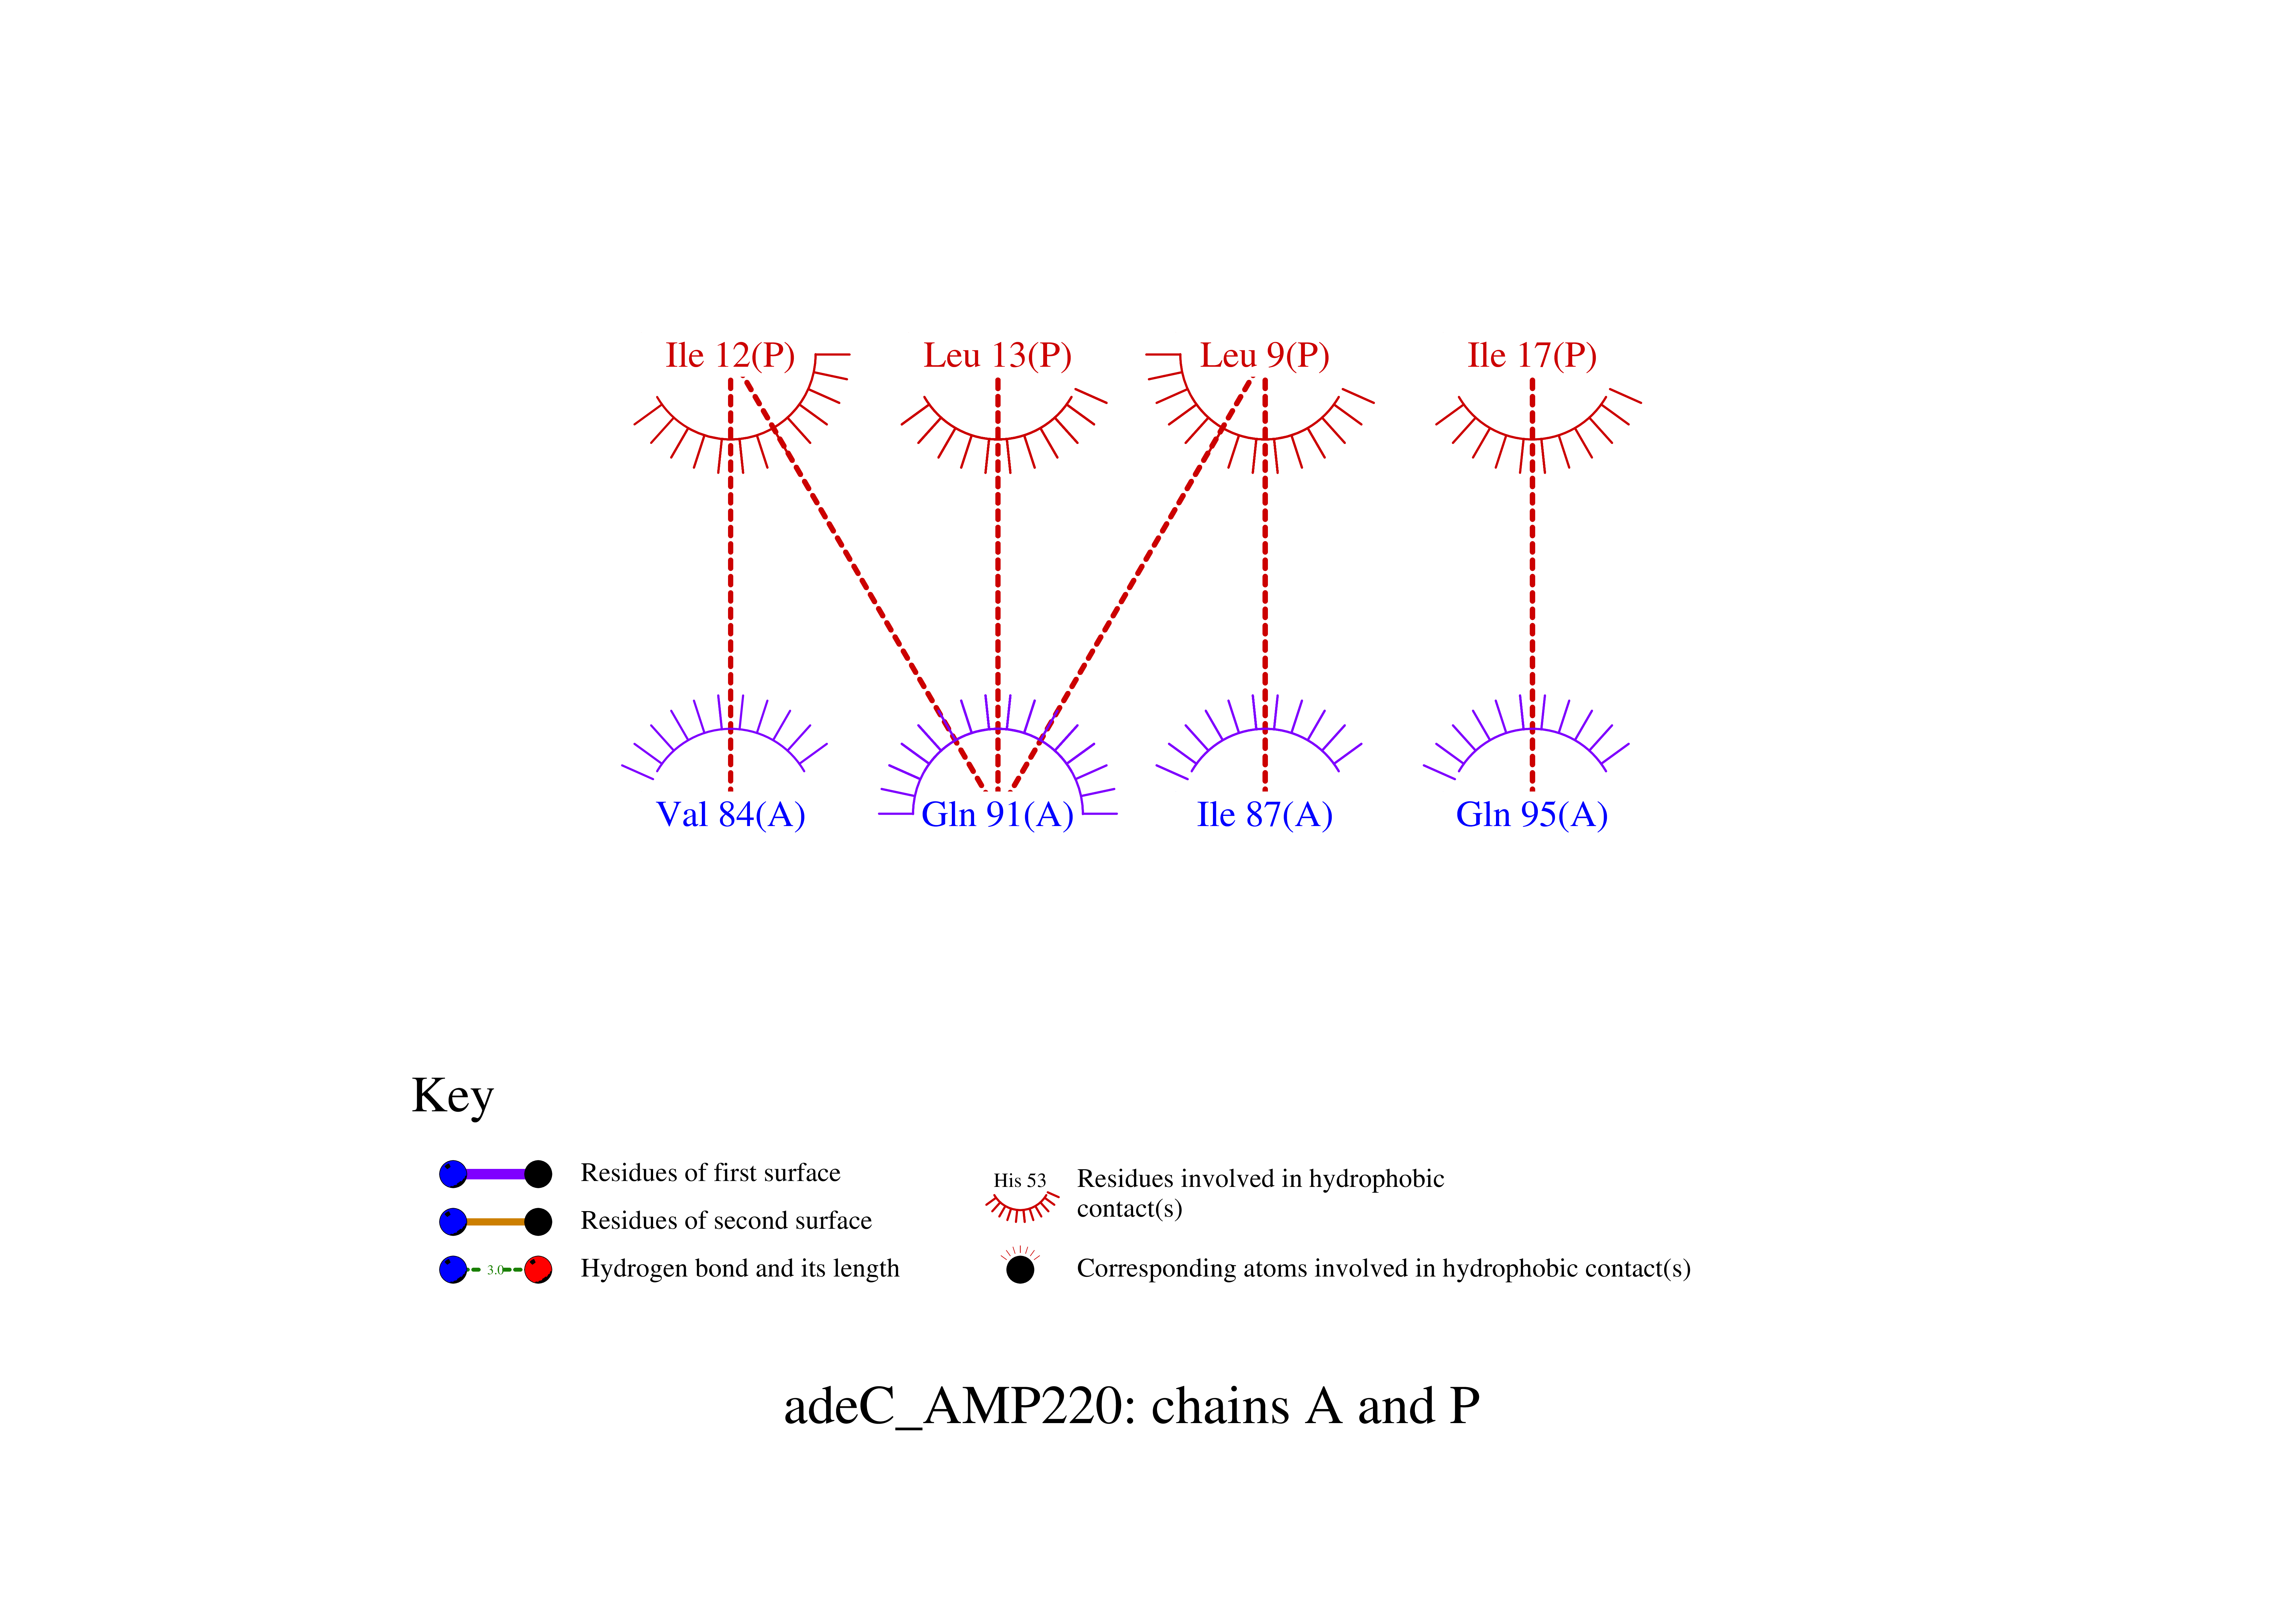 Ile 12(P) Leu 13(P) Leu 9(P) Ile 17(P)
Val 84(A) Gln 91(A) Ile 87(A) Gln 95(A)
Key
Residues of first surface
Residues of second surface
3.0 Hydrogen bond and its length
His 53 Residues involved in hydrophobic
contact(s)
Corresponding atoms involved in hydrophobic contact(s)
adeC_AMP220: chains A and P